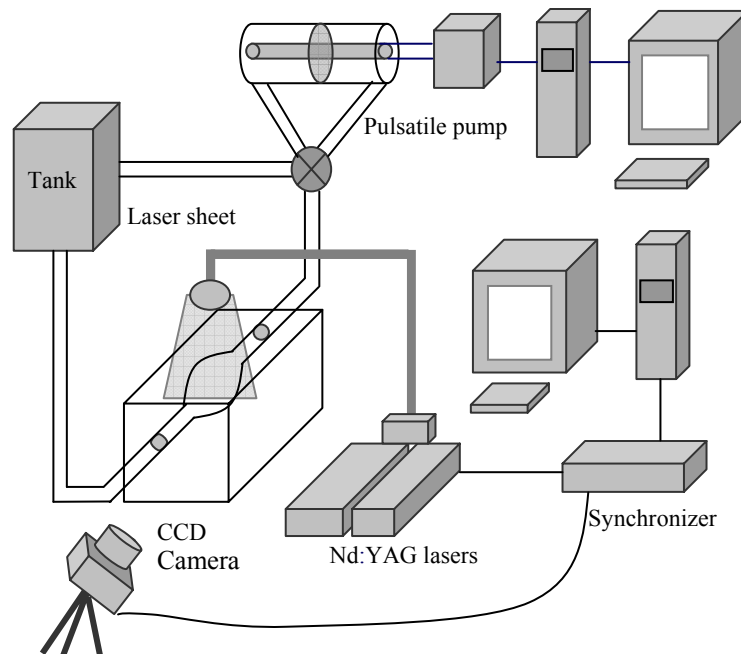 Pulsatile pump
Tank
Laser sheet
CCD
Camera
Nd:YAG lasers
Synchronizer